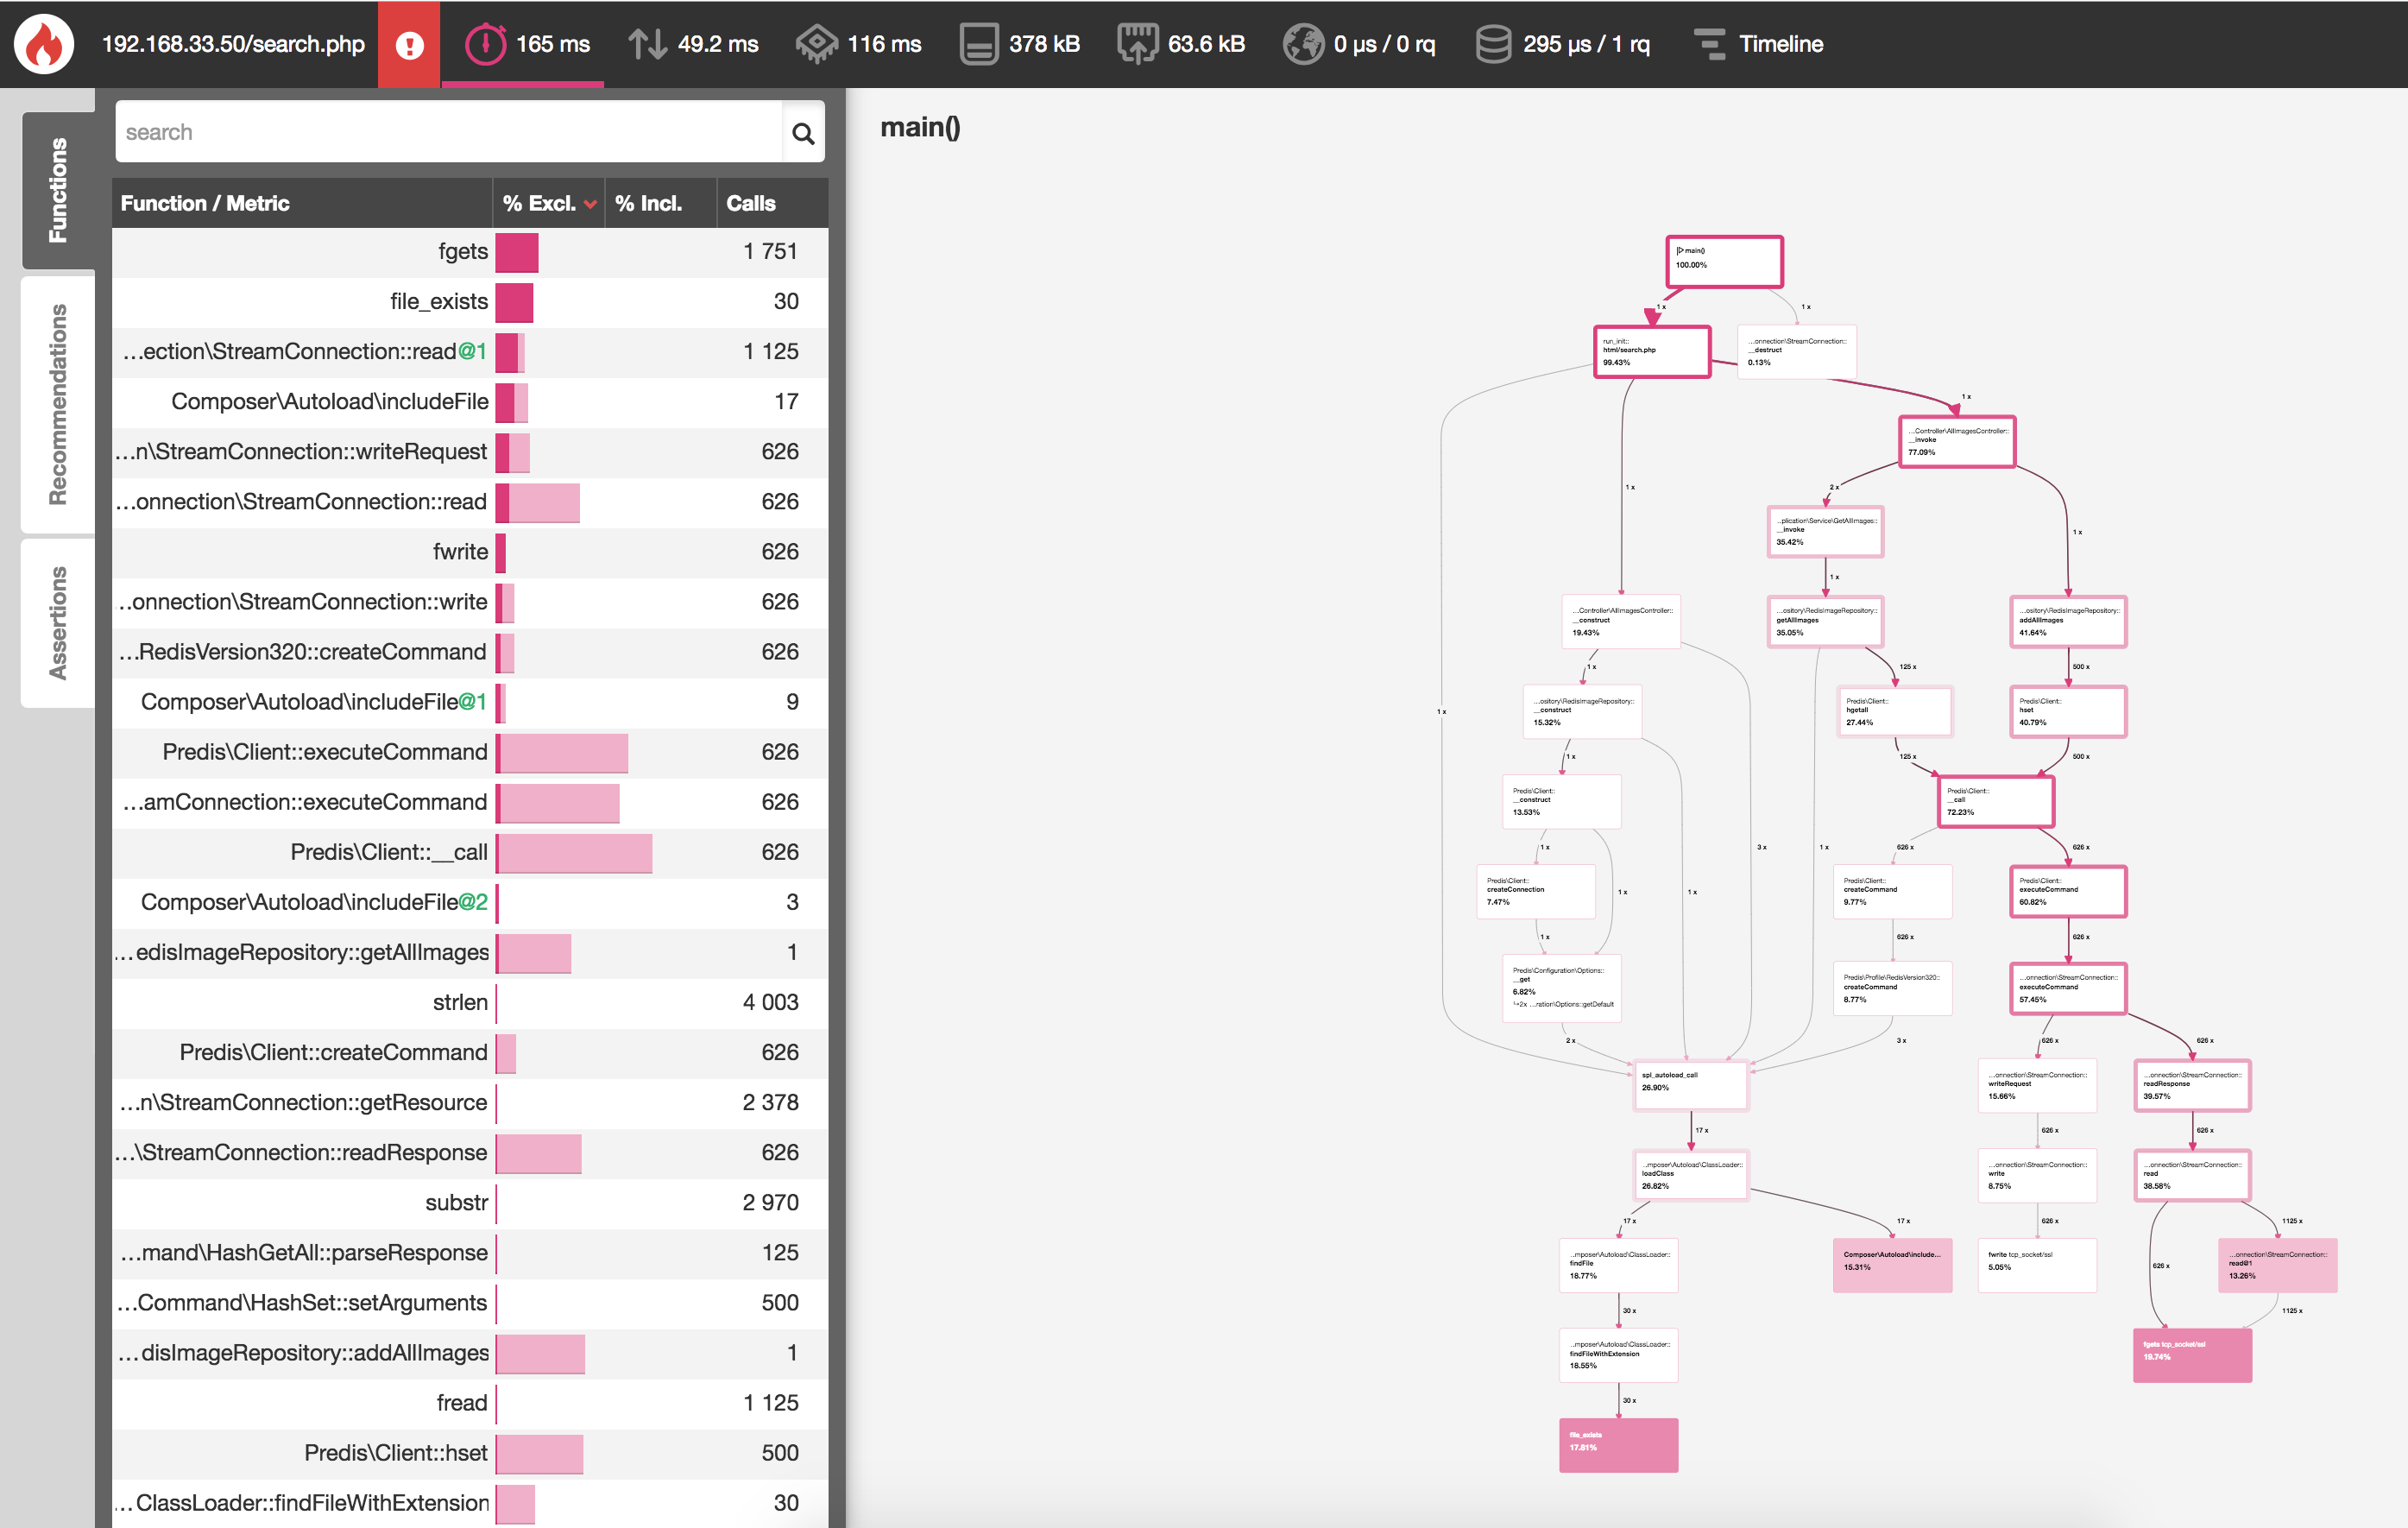 192.168.33.50/search.php
165 ms
49.2 ms
116 ms
378 kB
63.6 kB
0 µs / 0 rq
295 µs / 1 rq
Timeline
Functions
Recommendations
Assertions
search
Function / Metric % Excl. % Incl. Calls
fgets 1 751
file_exists 30
...ection\StreamConnection::read@1 1 125
Composer\Autoload\includeFile 17
...n\StreamConnection::writeRequest 626
...onnection\StreamConnection::read 626
fwrite 626
...onnection\StreamConnection::write 626
...RedisVersion320::createCommand 626
Composer\Autoload\includeFile@1 9
Predis\Client::executeCommand 626
...amConnection::executeCommand 626
Predis\Client::__call 626
Composer\Autoload\includeFile@2 3
...edisImageRepository::getAllImages 1
strlen 4 003
Predis\Client::createCommand 626
...n\StreamConnection::getResource 2 378
...\StreamConnection::readResponse 626
substr 2 970
...mand\HashGetAll::parseResponse 125
...Command\HashSet::setArguments 500
...disImageRepository::addAllImages 1
fread 1 125
Predis\Client::hset 500
...ClassLoader::findFileWithExtension 30
main()
main()
100.00%
1 x
1 x
run_init::
html/search.php
99.43%
...onnection\StreamConnection::
__destruct
0.13%
1 x
...Controller\AllImagesController::
__invoke
77.09%
1 x
2 x
...plication\Service\GetAllImages::
__invoke
35.42%
1 x
1 x
...Controller\AllImagesController::
__construct
19.43%
...ository\RedisImageRepository::
getAllImages
35.05%
...ository\RedisImageRepository::
addAllImages
41.64%
1 x
125 x
500 x
...ository\RedisImageRepository::
__construct
15.32%
Predis\Client::
hgetall
27.44%
Predis\Client::
hset
40.79%
1 x
1 x
125 x
500 x
Predis\Client::
__construct
13.53%
Predis\Client::
__call
72.23%
1 x
3 x
1 x
626 x
626 x
Predis\Client::
createConnection
7.47%
1 x
1 x
Predis\Client::
createCommand
9.77%
Predis\Client::
executeCommand
60.82%
1 x
626 x
626 x
Predis\Configuration\Options::
__get
6.82%
↳2x ...ration\Options::getDefault
Predis\Profile\RedisVersion320::
createCommand
8.77%
...onnection\StreamConnection::
executeCommand
57.45%
2 x
3 x
626 x
626 x
spl_autoload_call
26.90%
...onnection\StreamConnection::
writeRequest
15.66%
...onnection\StreamConnection::
readResponse
39.57%
17 x
626 x
626 x
...mposer\Autoload\ClassLoader::
loadClass
26.82%
...onnection\StreamConnection::
write
8.75%
...onnection\StreamConnection::
read
38.58%
17 x
17 x
626 x
1125 x
...mposer\Autoload\ClassLoader::
findFile
18.77%
Composer\Autoload\include...
15.31%
fwrite tcp_socket/ssl
5.05%
626 x
...onnection\StreamConnection::
read@1
13.26%
30 x
1125 x
...mposer\Autoload\ClassLoader::
findFileWithExtension
18.55%
fgets tcp_socket/ssl
19.74%
30 x
file_exists
17.81%